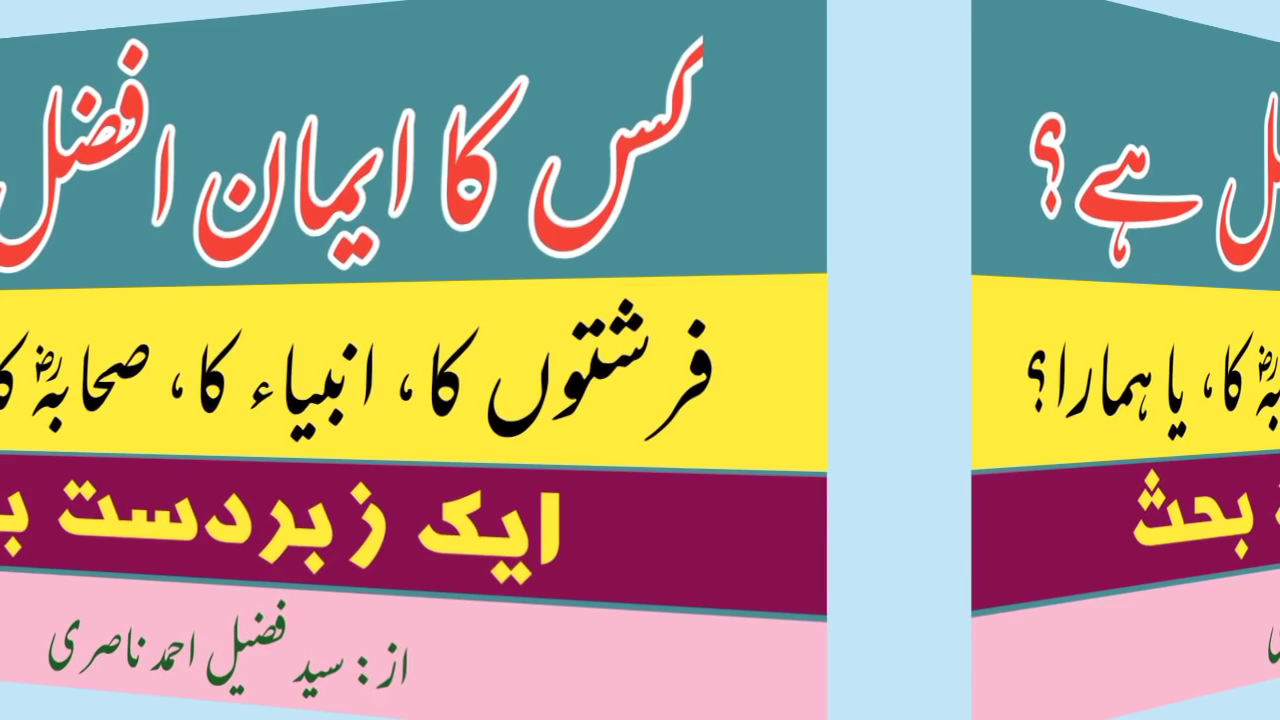 کس کا ایمان افضل
فرشتوں کا، انبیاء کا، صحابہؓ کا
ایک زبردست
از: سید فضیل احمد ناصری
ہے؟
کا، یا ہمارا؟
بحث